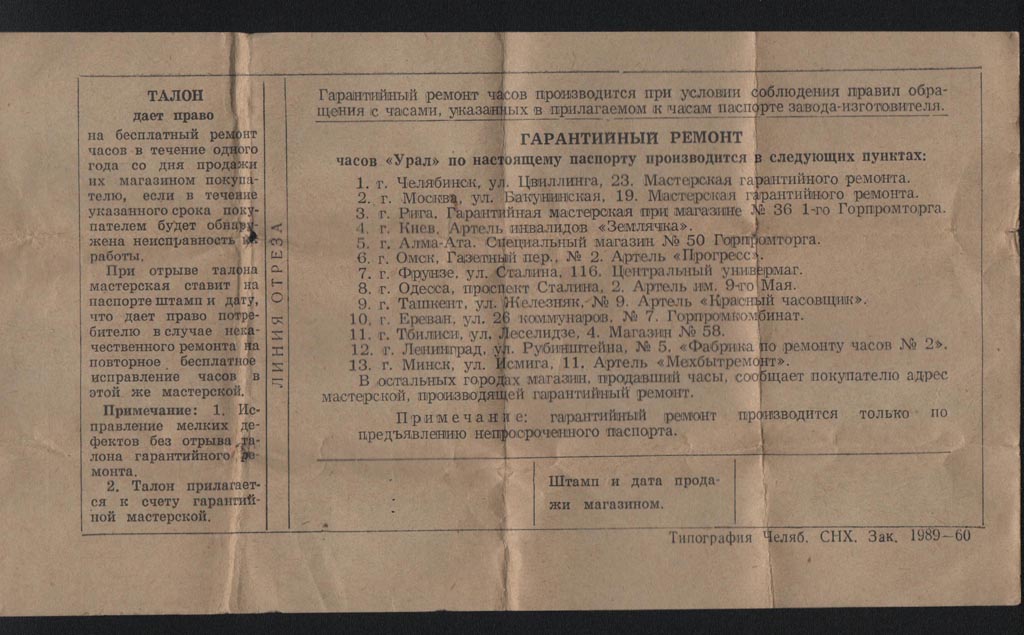 ТАЛОН
дает право
на бесплатный ремонт
часов в течение одного
года со дня продажи
их магазином покупа-
телю, если в течение
указанного срока поку-
пателем будет обнару-
жена неисправность их
работы.
При отрыве талона
мастерская ставит на
паспорте штамп и дату,
что дает право потре-
бителю в случае нека-
чественного ремонта на
повторное бесплатное
исправление часов в
этой же мастерской.
Примечание: 1. Ис-
правление мелких де-
фектов без отрыва та-
лона гарантийного ре-
монта.
2. Талон прилагает-
ся к счету гарантий-
ной мастерской.
ЛИНИЯ ОТРЕЗА
Гарантийный ремонт часов производится при условии соблюдения правил обра-
щения с часами, указанных в прилагаемом к часам паспорте завода-изготовителя.
ГАРАНТИЙНЫЙ РЕМОНТ
часов «Урал» по настоящему паспорту производится в следующих пунктах:
1. г. Челябинск, ул. Цвиллинга, 23. Мастерская гарантийного ремонта.
2. г. Москва, ул. Бакунинская, 19. Мастерская гарантийного ремонта.
3. г. Рига, Гарантийная мастерская при магазине № 36 1-го Горпромторга.
4. г. Киев. Артель инвалидов «Землячка».
5. г. Алма-Ата. Специальный магазин № 50 Горпромторга.
6. г. Омск, Газетный пер., № 2. Артель «Прогресс».
7. г. Фрунзе, ул. Сталина, 116. Центральный универмаг.
8. г. Одесса, проспект Сталина, 2. Артель им. 9-го Мая.
9. г. Ташкент, ул. Железняк, № 9. Артель «Красный часовщик».
10. г. Ереван, ул. 26 коммунаров, № 7. Горпромкомбинат.
11. г. Тбилиси, ул. Леселидзе, 4. Магазин № 58.
12. г. Ленинград, ул. Рубинштейна, № 5, «Фабрика по ремонту часов № 2».
13. г. Минск, ул. Исмига, 11. Артель «Мехбытремонт».
В остальных городах магазин, продавший часы, сообщает покупателю адрес
мастерской, производящей гарантийный ремонт.
Примечание: гарантийный ремонт производится только по
предъявлению непросроченного паспорта.
Штамп и дата прода-
жи магазином.
Типография Челяб. СНХ. Зак. 1989—60